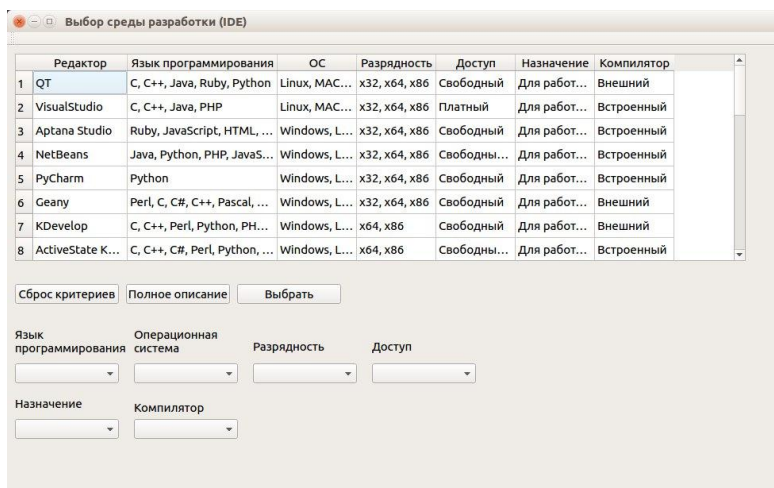 Выбор среды разработки (IDE)
Редактор Язык программирования ОС Разрядность Доступ Назначение Компилятор
1 QT C, C++, Java, Ruby, Python Linux, MAC... x32, x64, x86 Свободный Для работ... Внешний
2 VisualStudio C, C++, Java, PHP Linux, MAC... x32, x64, x86 Платный Для работ... Встроенный
3 Aptana Studio Ruby, JavaScript, HTML, ... Windows, L... x32, x64, x86 Свободный Для работ... Встроенный
4 NetBeans Java, Python, PHP, JavaS... Windows, L... x32, x64, x86 Свободны... Для работ... Встроенный
5 PyCharm Python Windows, L... x32, x64, x86 Свободный Для работ... Встроенный
6 Geany Perl, C, C#, C++, Pascal, ... Windows, L... x32, x64, x86 Свободный Для работ... Внешний
7 KDevelop C, C++, Perl, Python, PH... Windows, L... x64, x86 Свободный Для работ... Внешний
8 ActiveState K... C, C++, C#, Perl, Python, ... Windows, L... x64, x86 Свободны... Для работ... Встроенный
Сброс критериев Полное описание Выбрать
Язык программирования
Операционная система
Разрядность
Доступ
Назначение
Компилятор